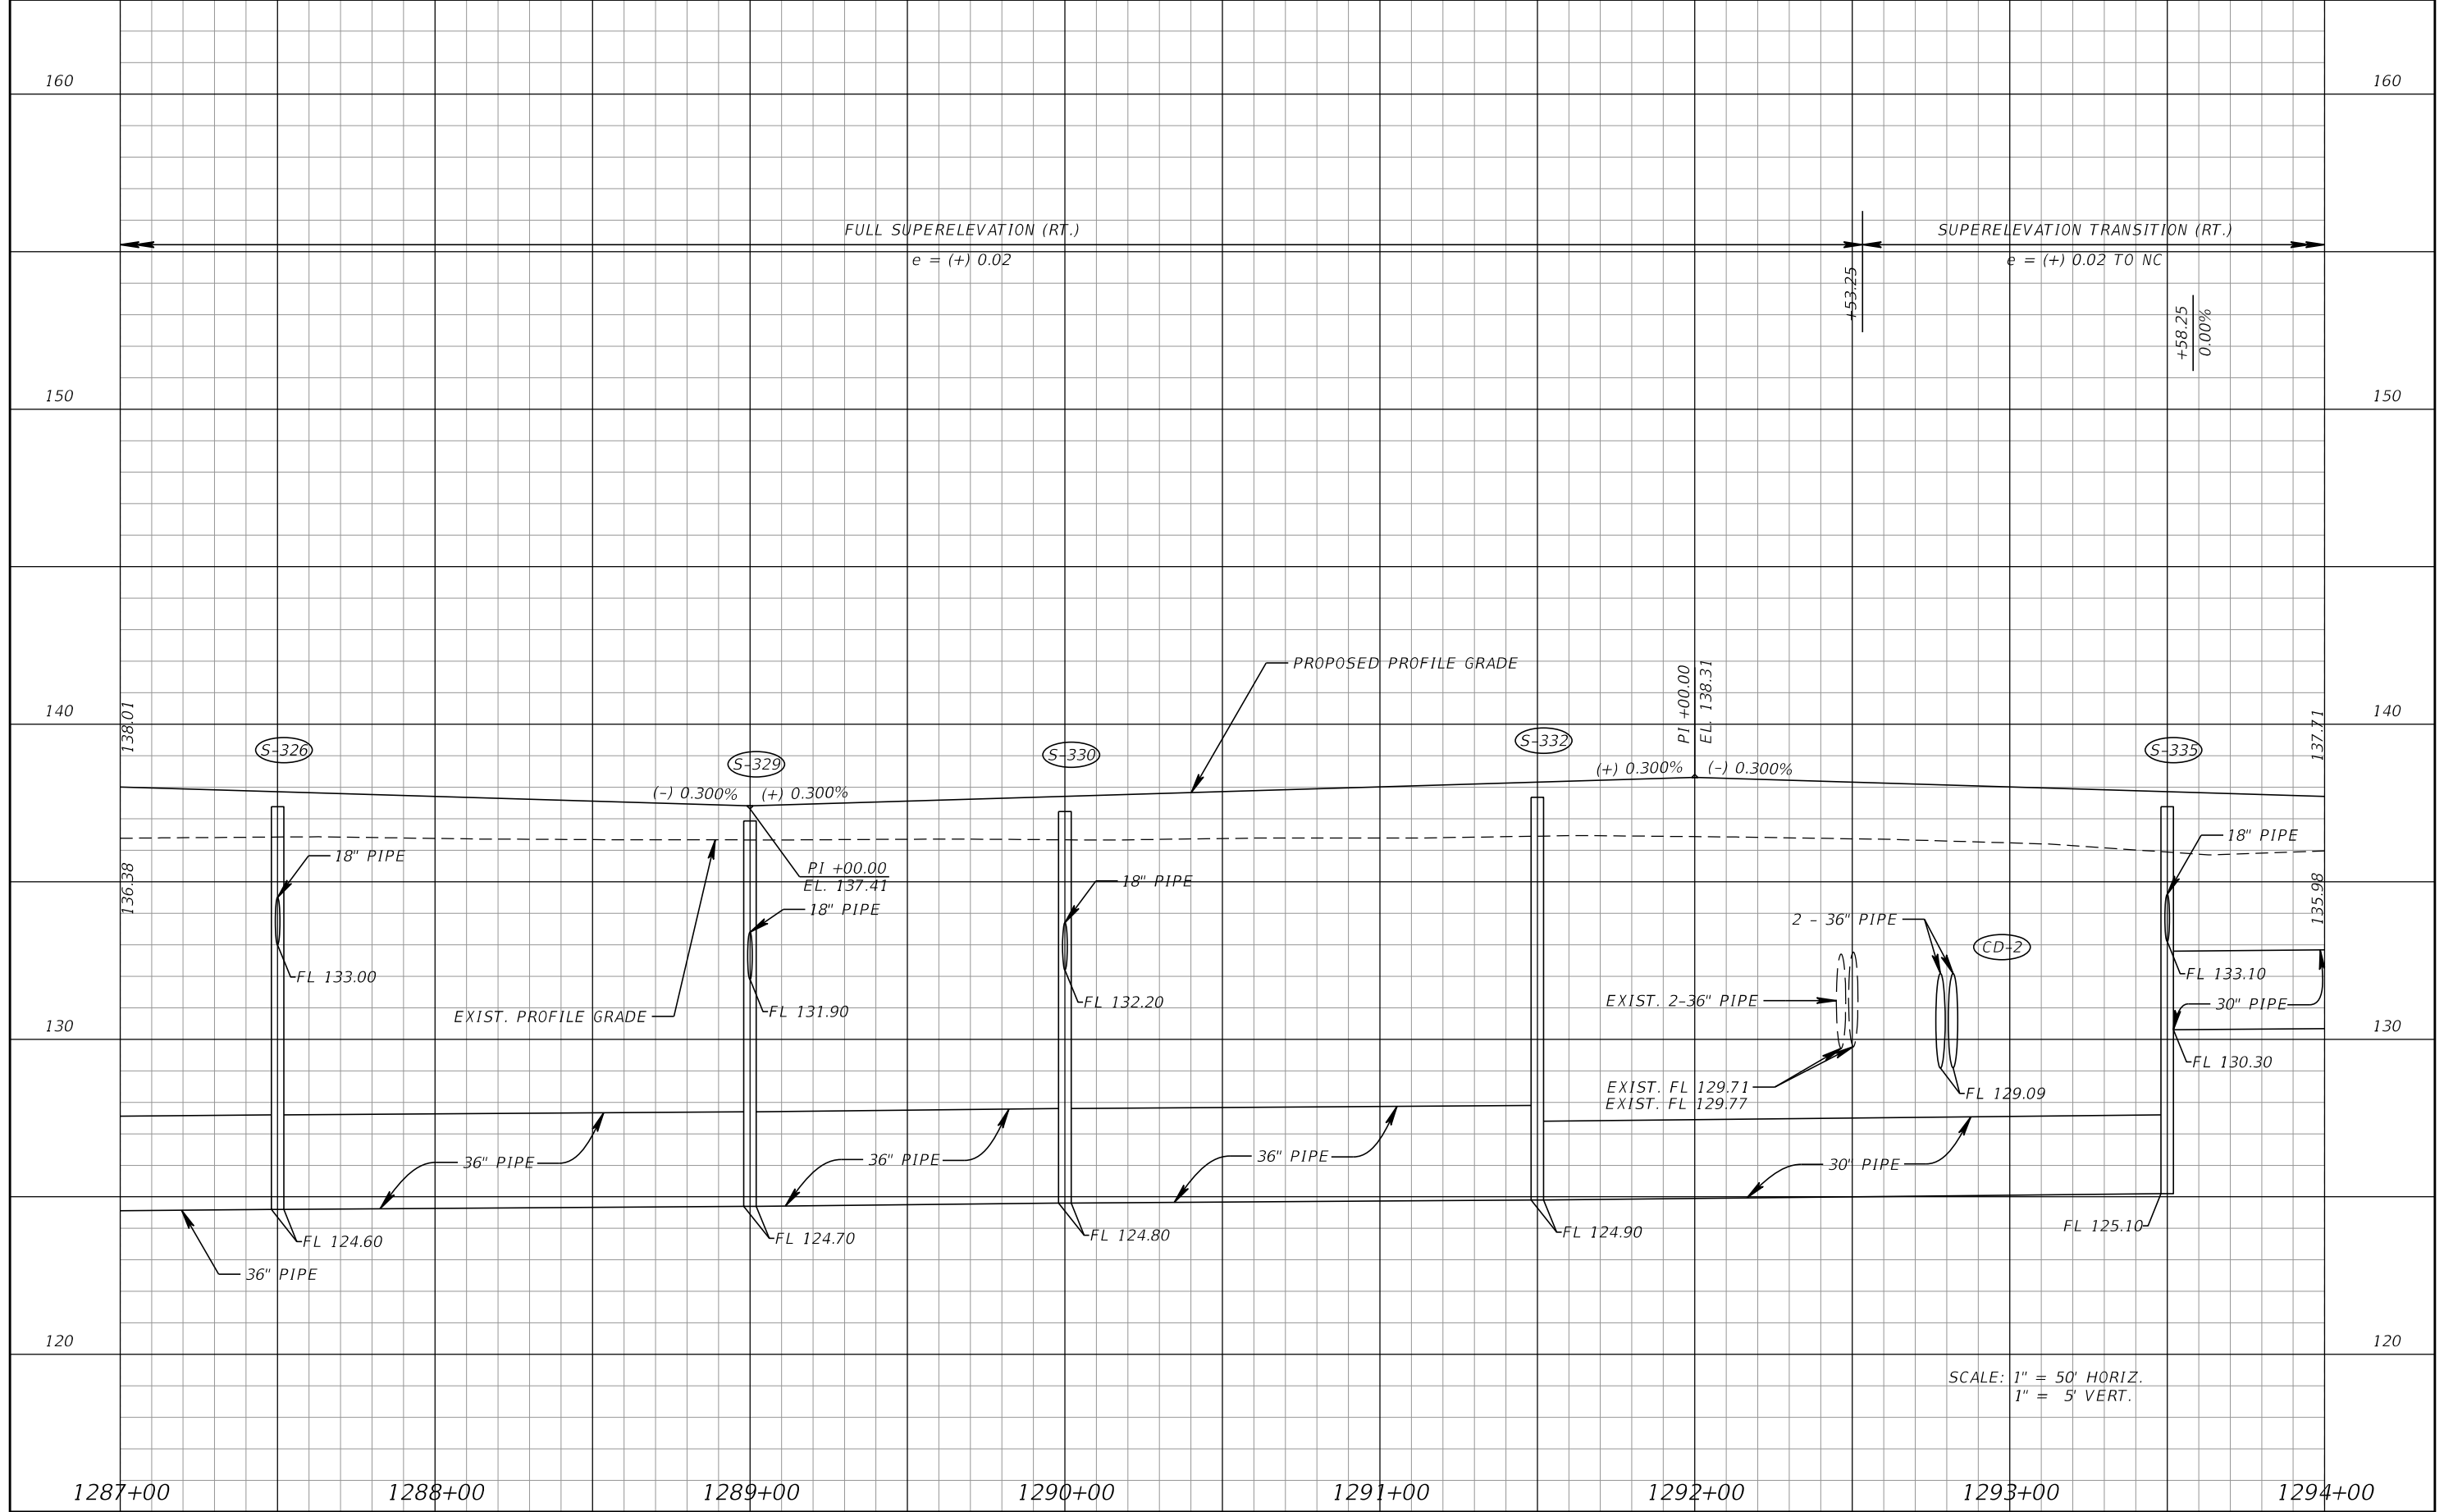 160
160
FULL SUPERELEVATION (RT.)
e = (+) 0.02
SUPERELEVATION TRANSITION (RT.)
e = (+) 0.02 TO NC
+53.25
+58.25
0.00%
150
150
PROPOSED PROFILE GRADE
PI +00.00
EL. 138.31
140
140
138.01
137.71
S-326
S-329
S-330
S-332
S-335
(-) 0.300%
(+) 0.300%
(+) 0.300%
(-) 0.300%
18" PIPE
18" PIPE
136.38
135.98
PI +00.00
EL. 137.41
18" PIPE
18" PIPE
2 - 36" PIPE
CD-2
FL 133.00
FL 131.90
FL 132.20
FL 133.10
EXIST. 2-36" PIPE
30" PIPE
EXIST. PROFILE GRADE
130
130
FL 130.30
EXIST. FL 129.71
EXIST. FL 129.77
FL 129.09
36" PIPE
36" PIPE
36" PIPE
30" PIPE
FL 124.60
FL 124.70
FL 124.80
FL 124.90
FL 125.10
36" PIPE
120
120
SCALE: 1" = 50' HORIZ.
1" = 5' VERT.
1287+00
1288+00
1289+00
1290+00
1291+00
1292+00
1293+00
1294+00